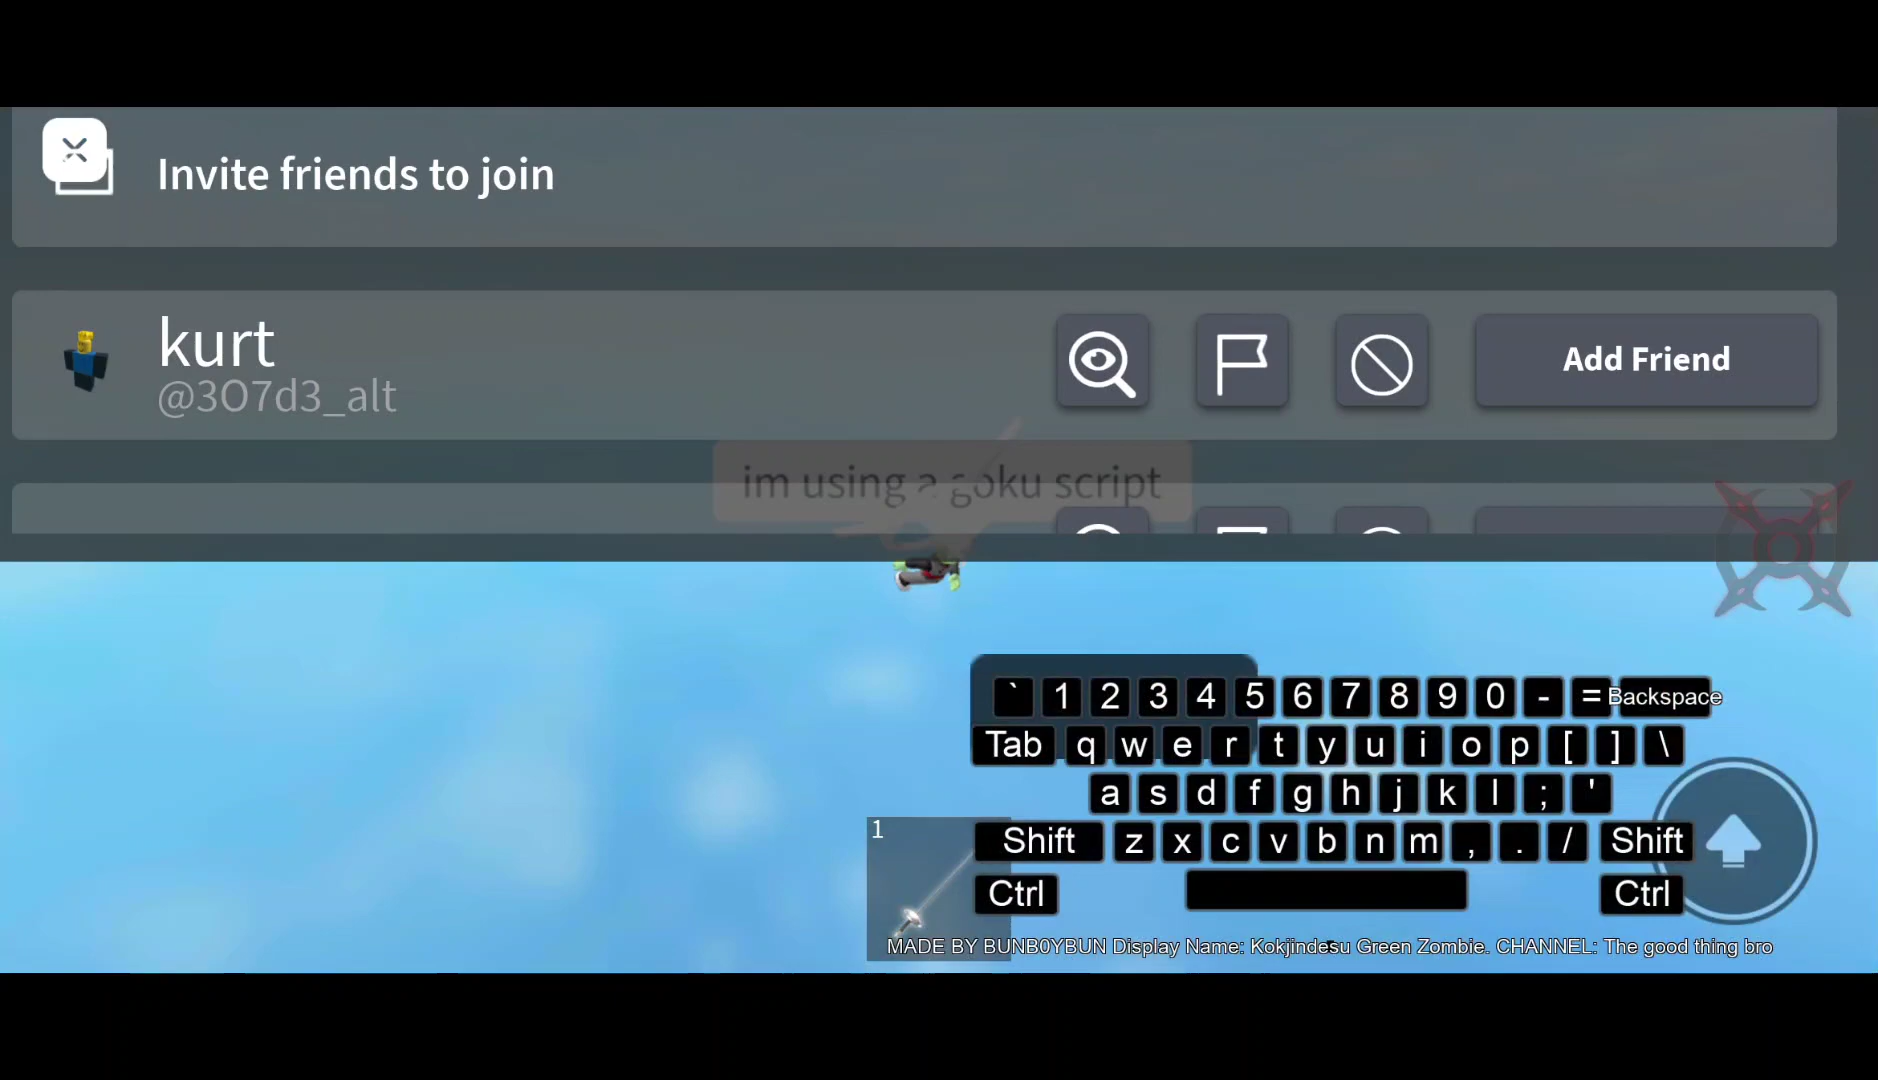 Invite friends to join
kurt
@3O7d3_alt
Add Friend
im using a goku script
` 1 2 3 4 5 6 7 8 9 0 - = Backspace
Tab q w e r t y u i o p [ ] \
a s d f g h j k l ; '
1
Shift z x c v b n m , . / Shift
Ctrl Ctrl
MADE BY BUNB0YBUN Display Name: Kokjindesu Green Zombie. CHANNEL: The good thing bro